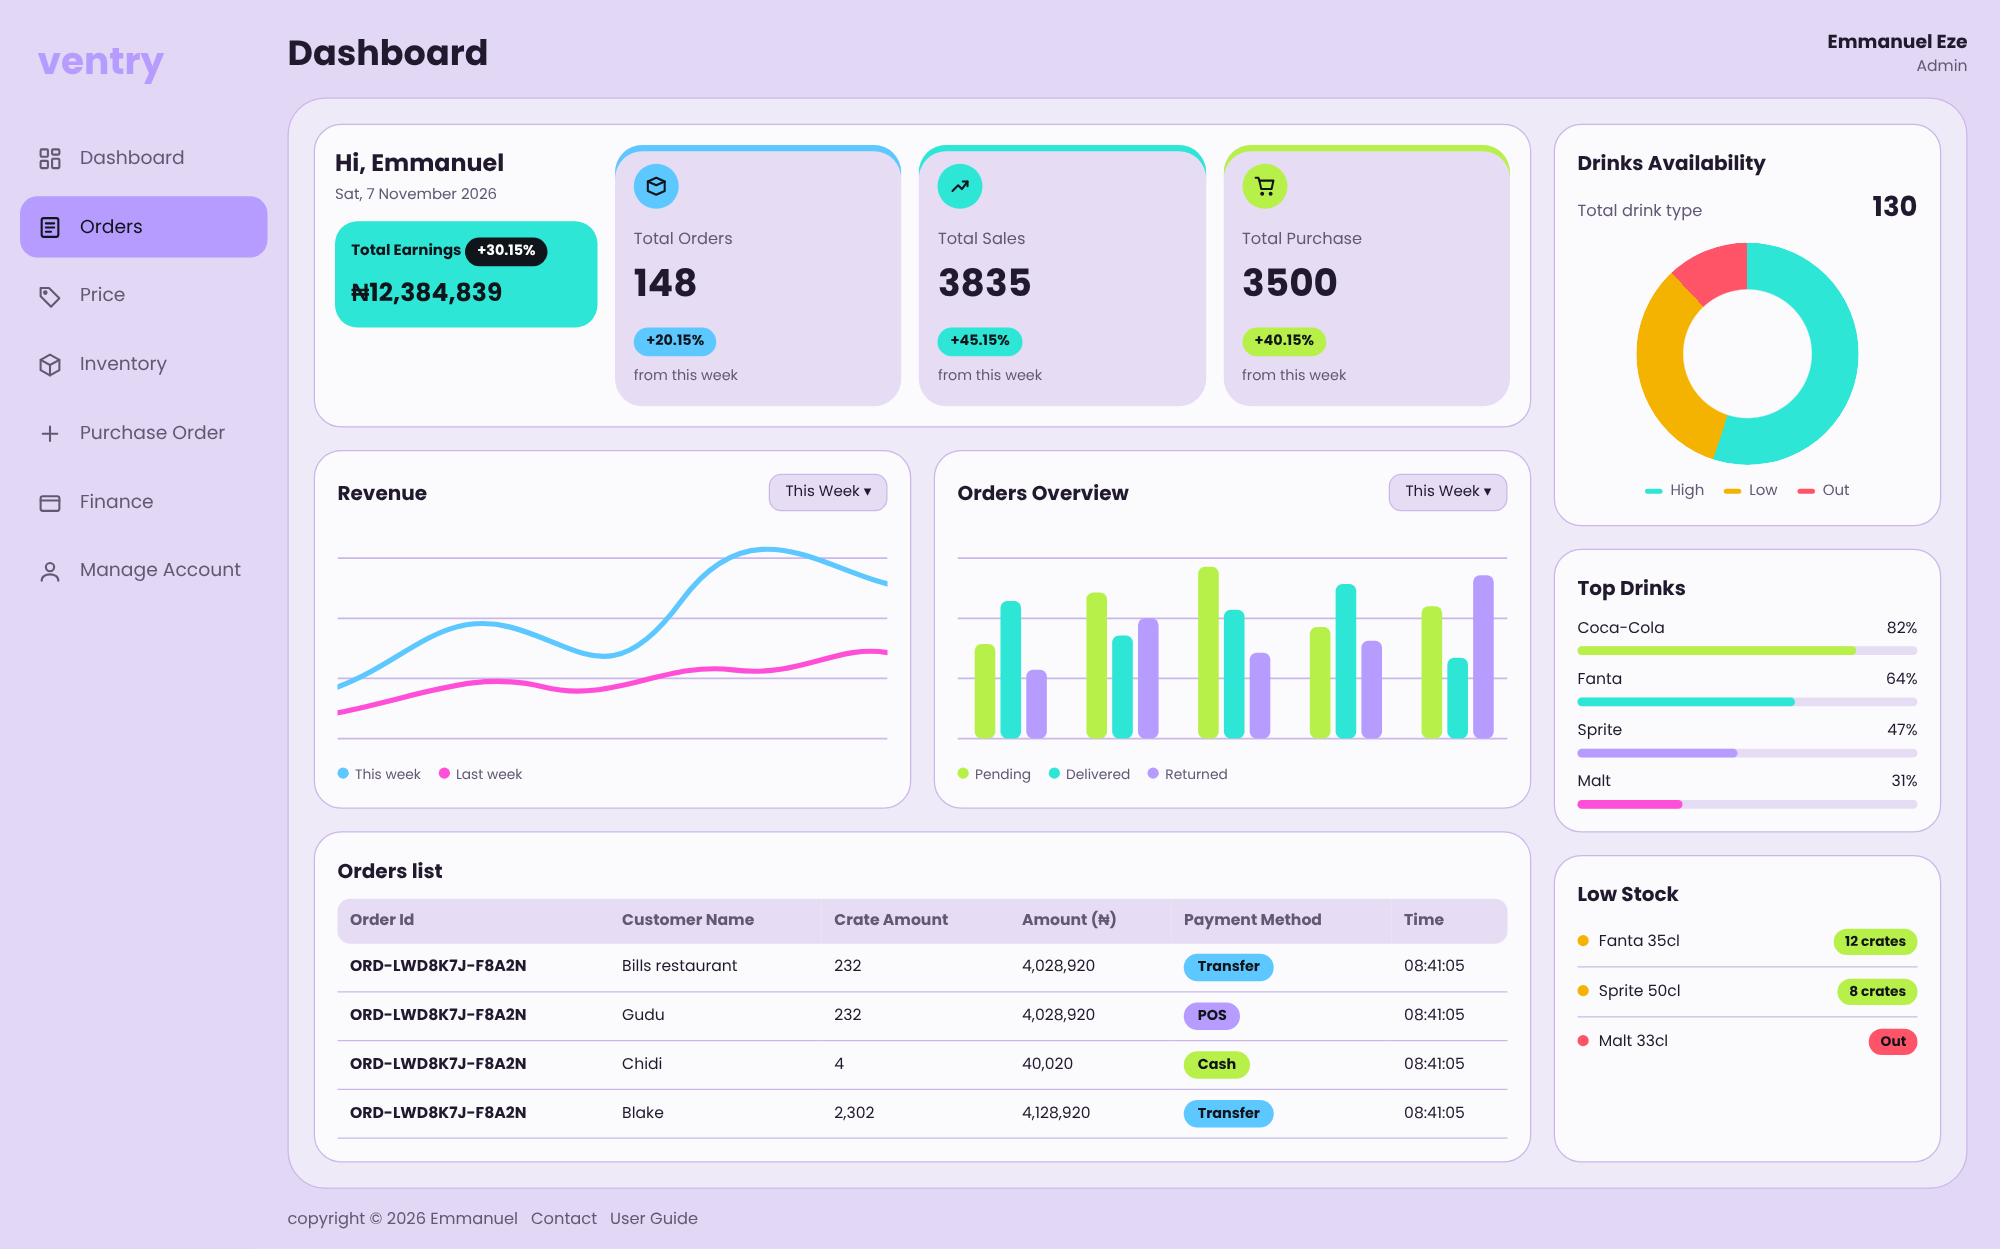 ventry
Dashboard
Orders
Price
Inventory
Purchase Order
Finance
Manage Account
Dashboard
Emmanuel Eze
Admin
Hi, Emmanuel
Sat, 7 November 2026
Total Earnings +30.15%
₦12,384,839
Total Orders
148
+20.15%
from this week
Total Sales
3835
+45.15%
from this week
Total Purchase
3500
+40.15%
from this week
Revenue
This Week ▾
This week Last week
Orders Overview
This Week ▾
Pending Delivered Returned
Orders list
Order Id Customer Name Crate Amount Amount (₦) Payment Method Time
ORD-LWD8K7J-F8A2N Bills restaurant 232 4,028,920 Transfer 08:41:05
ORD-LWD8K7J-F8A2N Gudu 232 4,028,920 POS 08:41:05
ORD-LWD8K7J-F8A2N Chidi 4 40,020 Cash 08:41:05
ORD-LWD8K7J-F8A2N Blake 2,302 4,128,920 Transfer 08:41:05
Drinks Availability
Total drink type 130
High Low Out
Top Drinks
Coca-Cola 82%
Fanta 64%
Sprite 47%
Malt 31%
Low Stock
Fanta 35cl 12 crates
Sprite 50cl 8 crates
Malt 33cl Out
copyright © 2026 Emmanuel Contact User Guide